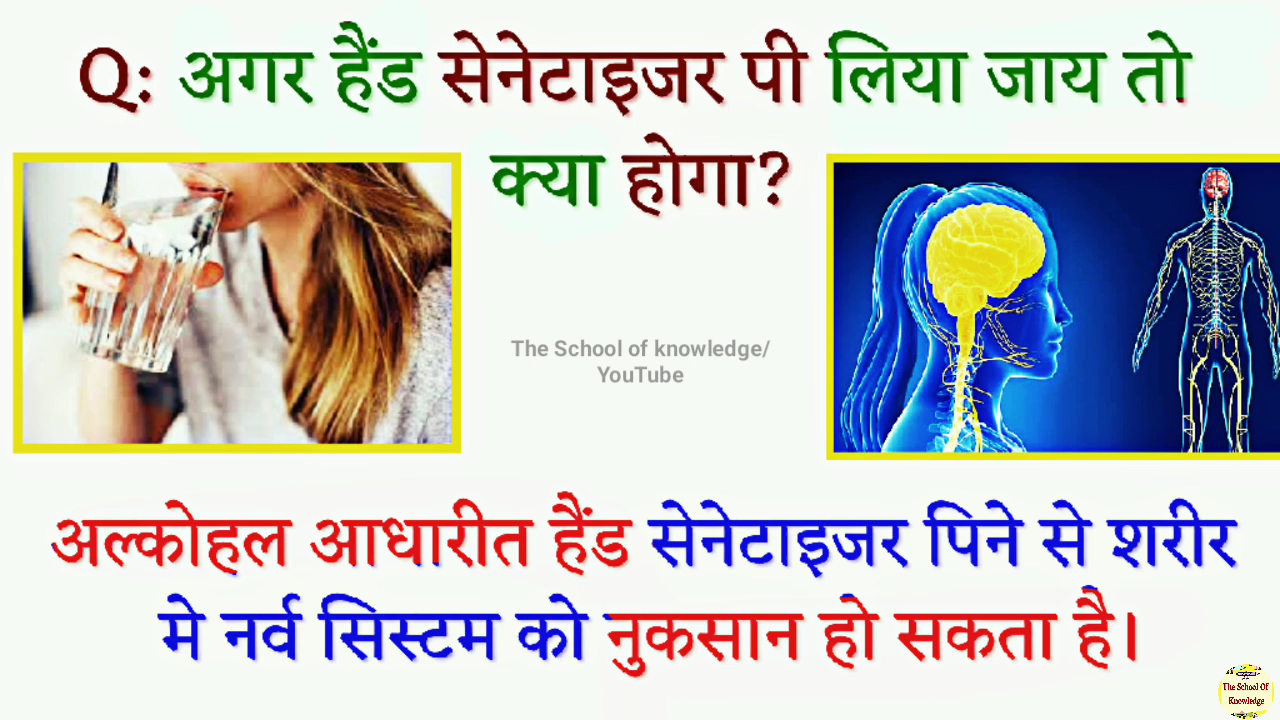 Q: अगर हैंड सेनेटाइजर पी लिया जाय तो
क्या होगा?
The School of knowledge/
YouTube
अल्कोहल आधारीत हैंड सेनेटाइजर पिने से शरीर
मे नर्व सिस्टम को नुकसान हो सकता है।
The School Of
Knowledge